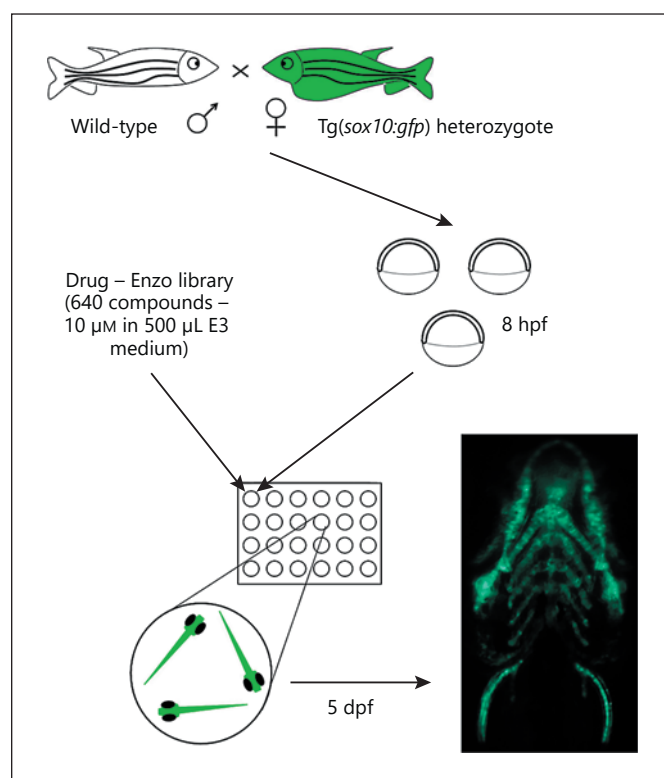 ×
Wild-type ♂ ♀ Tg(sox10:gfp) heterozygote
Drug – Enzo library
(640 compounds –
10 µM in 500 µL E3
medium)
8 hpf
5 dpf